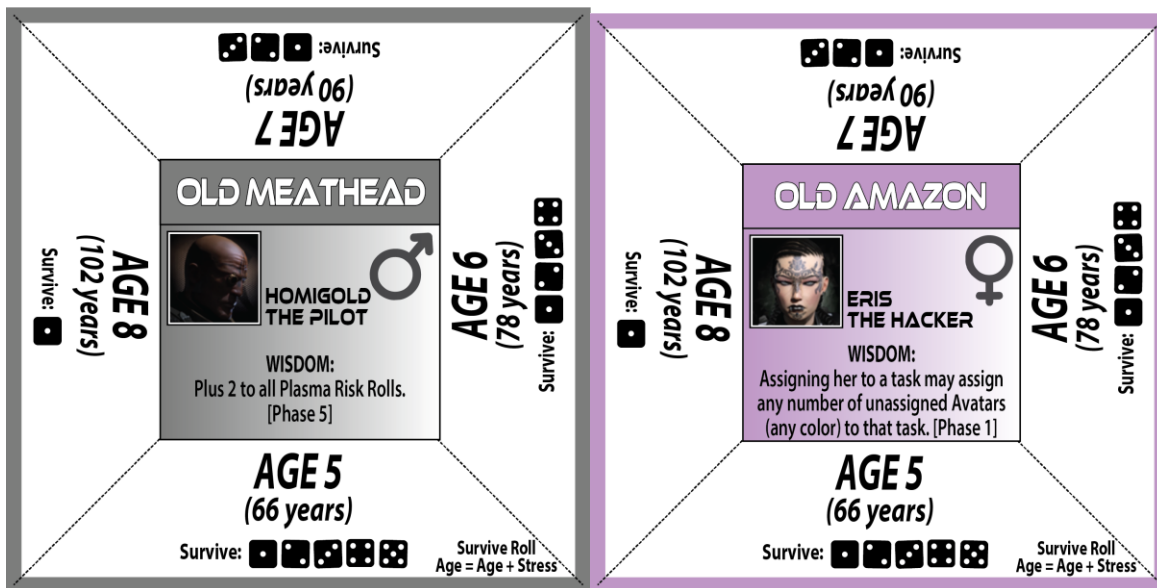 Survive:
(90 years)
AGE 7
OLD MEATHEAD
Survive:
AGE 8
(102 years)
HOMIGOLD
THE PILOT
WISDOM:
Plus 2 to all Plasma Risk Rolls.
[Phase 5]
AGE 6
(78 years)
Survive:
AGE 5
(66 years)
Survive:
Survive Roll
Age = Age + Stress
Survive:
(90 years)
AGE 7
OLD AMAZON
Survive:
AGE 8
(102 years)
ERIS
THE HACKER
WISDOM:
Assigning her to a task may assign
any number of unassigned Avatars
(any color) to that task. [Phase 1]
AGE 6
(78 years)
Survive:
AGE 5
(66 years)
Survive:
Survive Roll
Age = Age + Stress